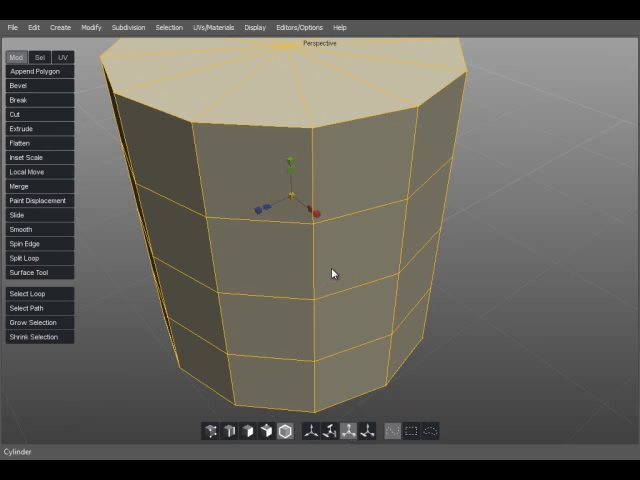 File Edit Create Modify Subdivision Selection UVs/Materials Display Editors/Options Help
Perspective
Mod Sel UV
Append Polygon
Bevel
Break
Cut
Extrude
Flatten
Inset Scale
Local Move
Merge
Paint Displacement
Slide
Smooth
Spin Edge
Split Loop
Surface Tool
Select Loop
Select Path
Grow Selection
Shrink Selection
Cylinder